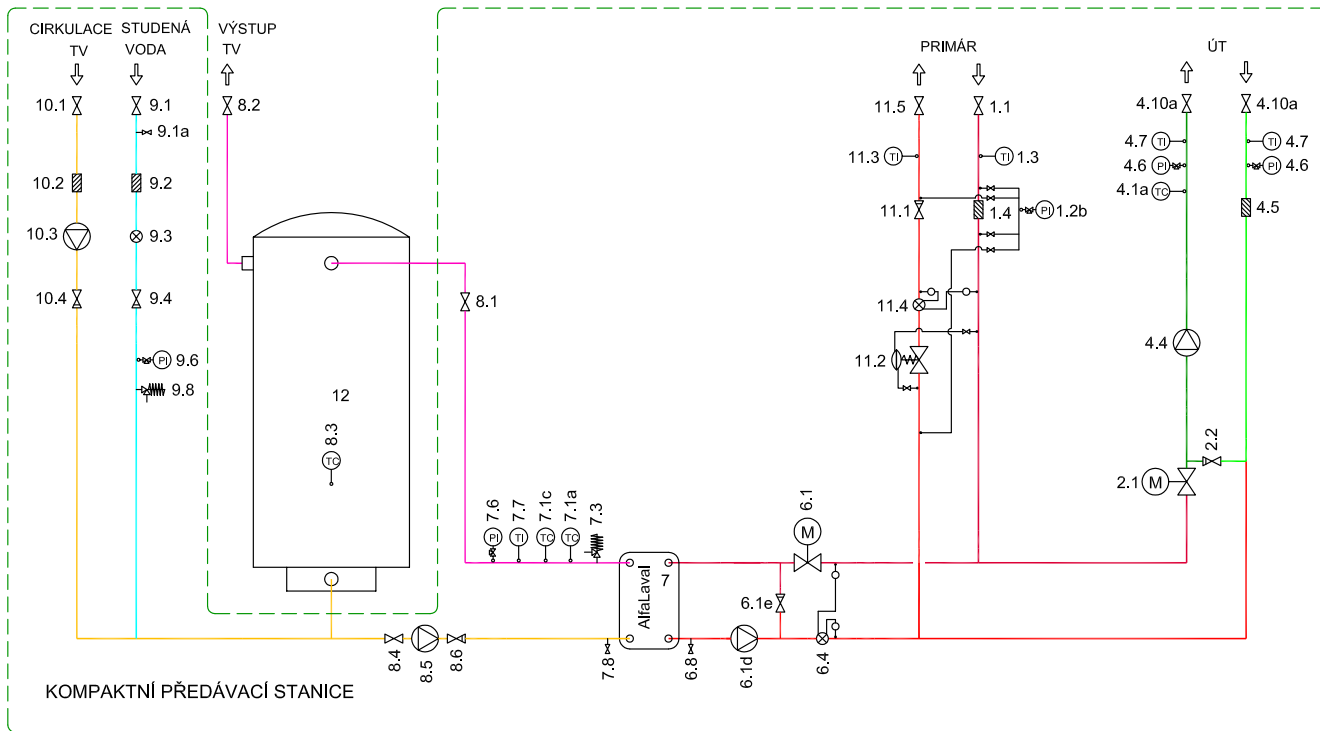 CIRKULACE
TV
STUDENÁ
VODA
VÝSTUP
TV
PRIMÁR
ÚT
10.1
9.1
8.2
11.5
1.1
4.10a
4.10a
9.1a
11.3 TI
TI 1.3
4.7 TI
TI 4.7
4.6 PI
PI 4.6
4.1a TC
10.2
9.2
11.1
1.4
PI 1.2b
4.5
10.3
9.3
10.4
9.4
8.1
11.4
4.4
9.6 PI
11.2
9.8
12
8.3
TC
2.2
2.1 M
7.6
7.7
7.1c
7.1a
7.3
6.1
PI
TI
TC
TC
M
AlfaLaval
7
6.1e
8.4
8.5
8.6
7.8
6.8
6.1d
6.4
KOMPAKTNÍ PŘEDÁVACÍ STANICE